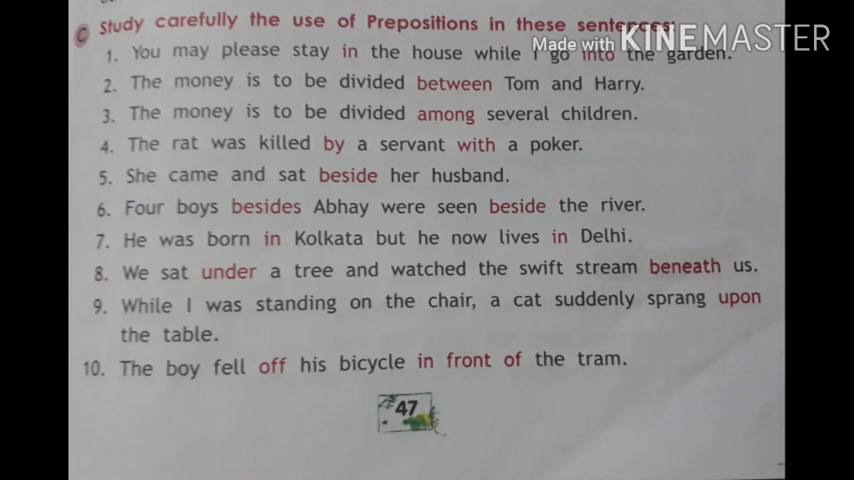 C Study carefully the use of Prepositions in these sentences:
Made with KINEMASTER
1. You may please stay in the house while I go into the garden.
2. The money is to be divided between Tom and Harry.
3. The money is to be divided among several children.
4. The rat was killed by a servant with a poker.
5. She came and sat beside her husband.
6. Four boys besides Abhay were seen beside the river.
7. He was born in Kolkata but he now lives in Delhi.
8. We sat under a tree and watched the swift stream beneath us.
9. While I was standing on the chair, a cat suddenly sprang upon
the table.
10. The boy fell off his bicycle in front of the tram.
47